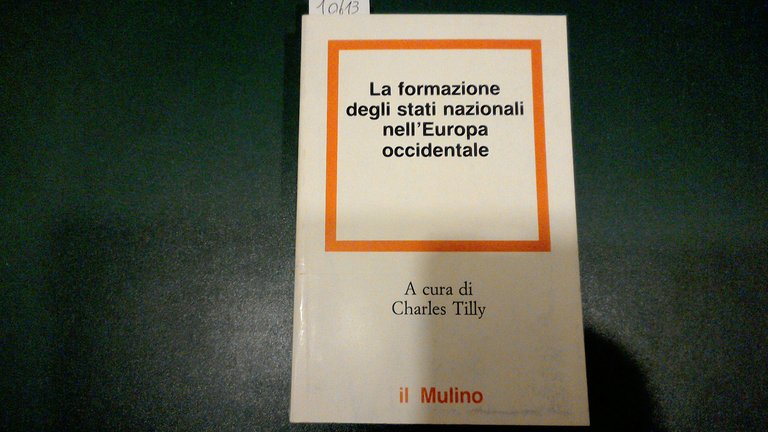 10613
La formazione
degli stati nazionali
nell'Europa
occidentale
A cura di
Charles Tilly
il Mulino